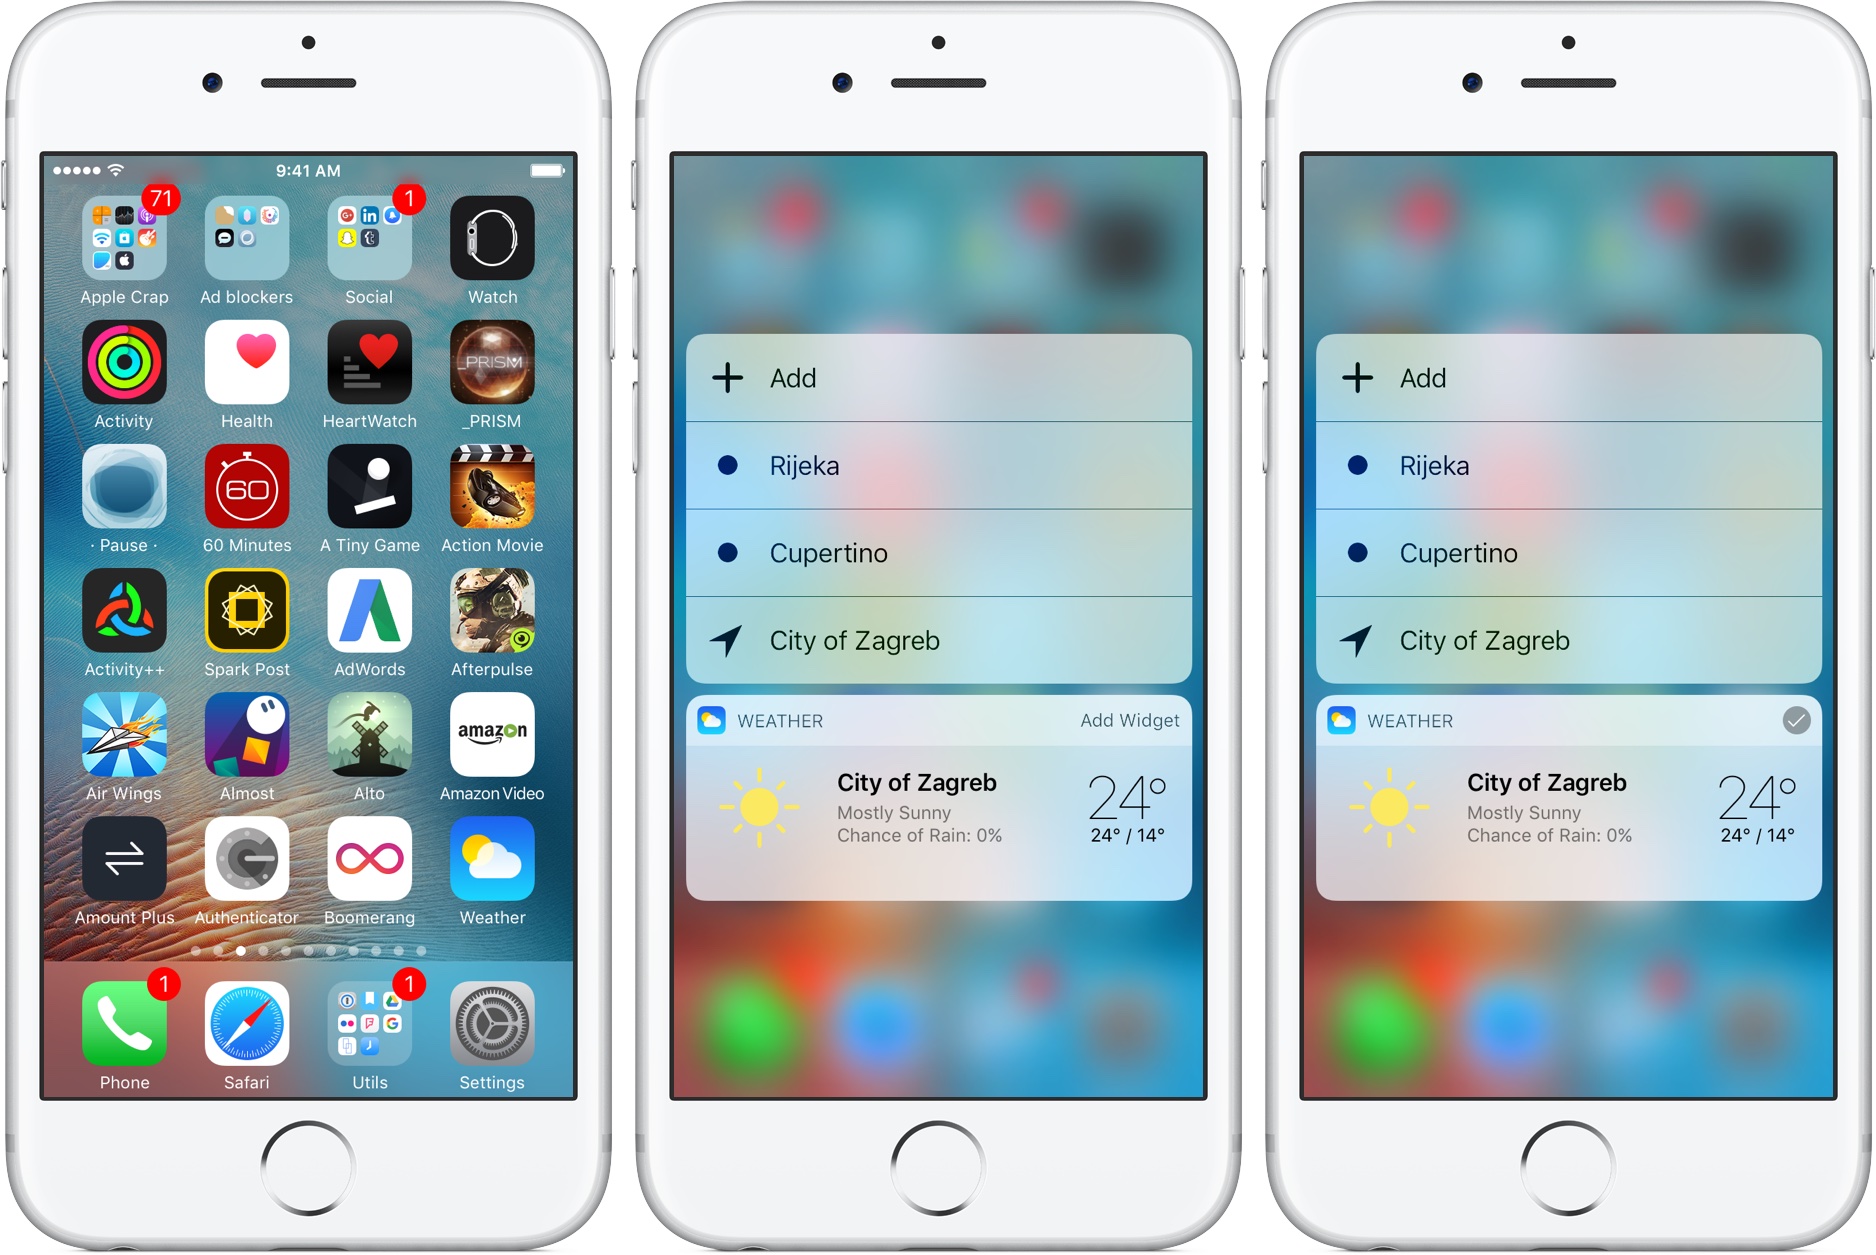 9:41 AM
71
1
Apple Crap
Ad blockers
Social
Watch
_PRISM
Activity
Health
HeartWatch
_PRISM
60
· Pause ·
60 Minutes
A Tiny Game
Action Movie
Activity++
Spark Post
AdWords
Afterpulse
amazon
Air Wings
Almost
Alto
Amazon Video
Amount Plus
Authenticator
Boomerang
Weather
1
1
Phone
Safari
Utils
Settings
Add
Rijeka
Cupertino
City of Zagreb
WEATHER
Add Widget
City of Zagreb
Mostly Sunny
Chance of Rain: 0%
24°
24° / 14°
Add
Rijeka
Cupertino
City of Zagreb
WEATHER
City of Zagreb
Mostly Sunny
Chance of Rain: 0%
24°
24° / 14°